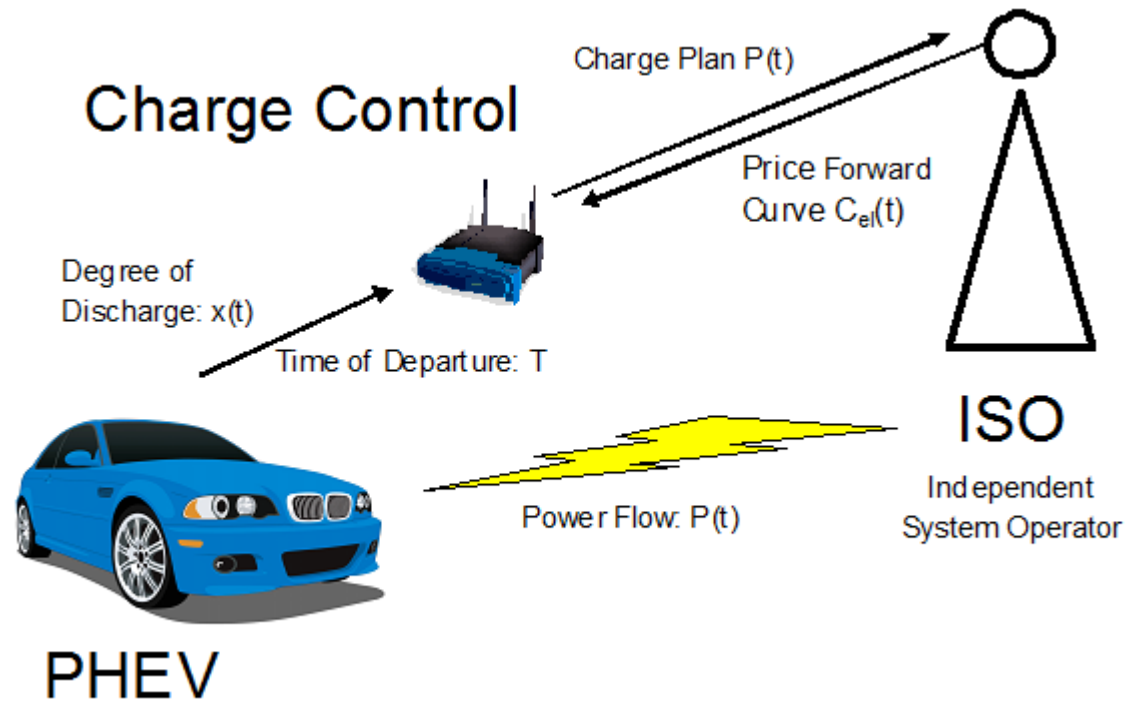 Charge Plan P(t)
Charge Control
Price Forward
Curve Cel(t)
Degree of
Discharge: x(t)
Time of Departure: T
ISO
Independent
System Operator
Power Flow: P(t)
PHEV